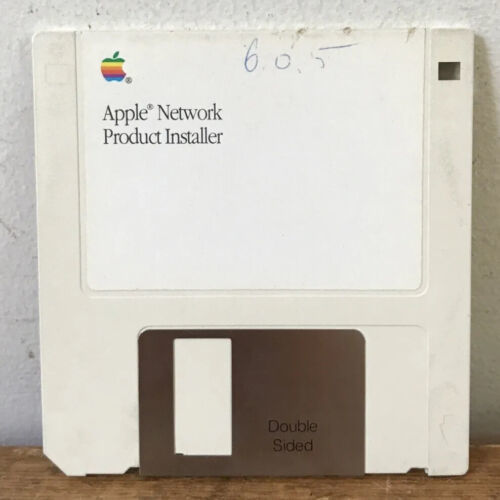 6.0.5
Apple® Network
Product Installer
Double
Sided